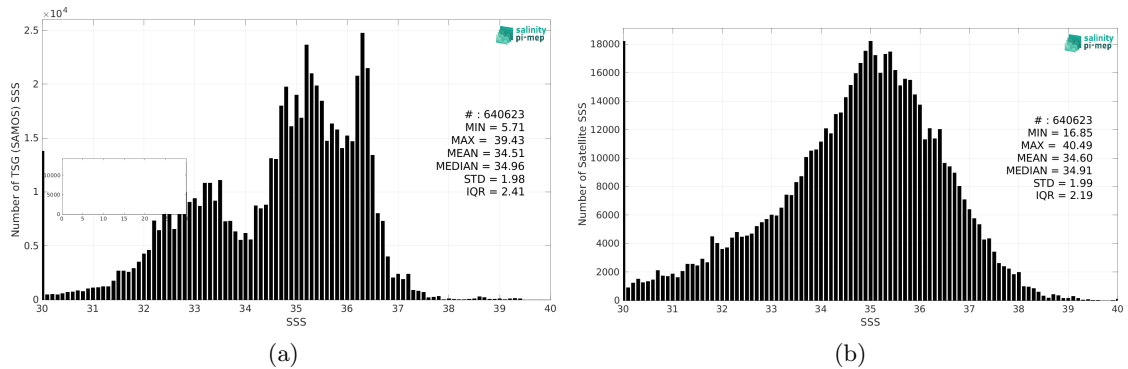 ×10⁴
salinity
pi-mep
2.5
2
1.5
1
0.5
0
Number of TSG (SAMOS) SSS
# : 640623
MIN = 5.71
MAX = 39.43
MEAN = 34.51
MEDIAN = 34.96
STD = 1.98
IQR = 2.41
10000
5000
0
0 5 10 15 20
30 31 32 33 34 35 36 37 38 39 40
SSS
(a)
salinity
pi-mep
18000
16000
14000
12000
10000
8000
6000
4000
2000
0
Number of Satellite SSS
# : 640623
MIN = 16.85
MAX = 40.49
MEAN = 34.60
MEDIAN = 34.91
STD = 1.99
IQR = 2.19
30 31 32 33 34 35 36 37 38 39 40
SSS
(b)